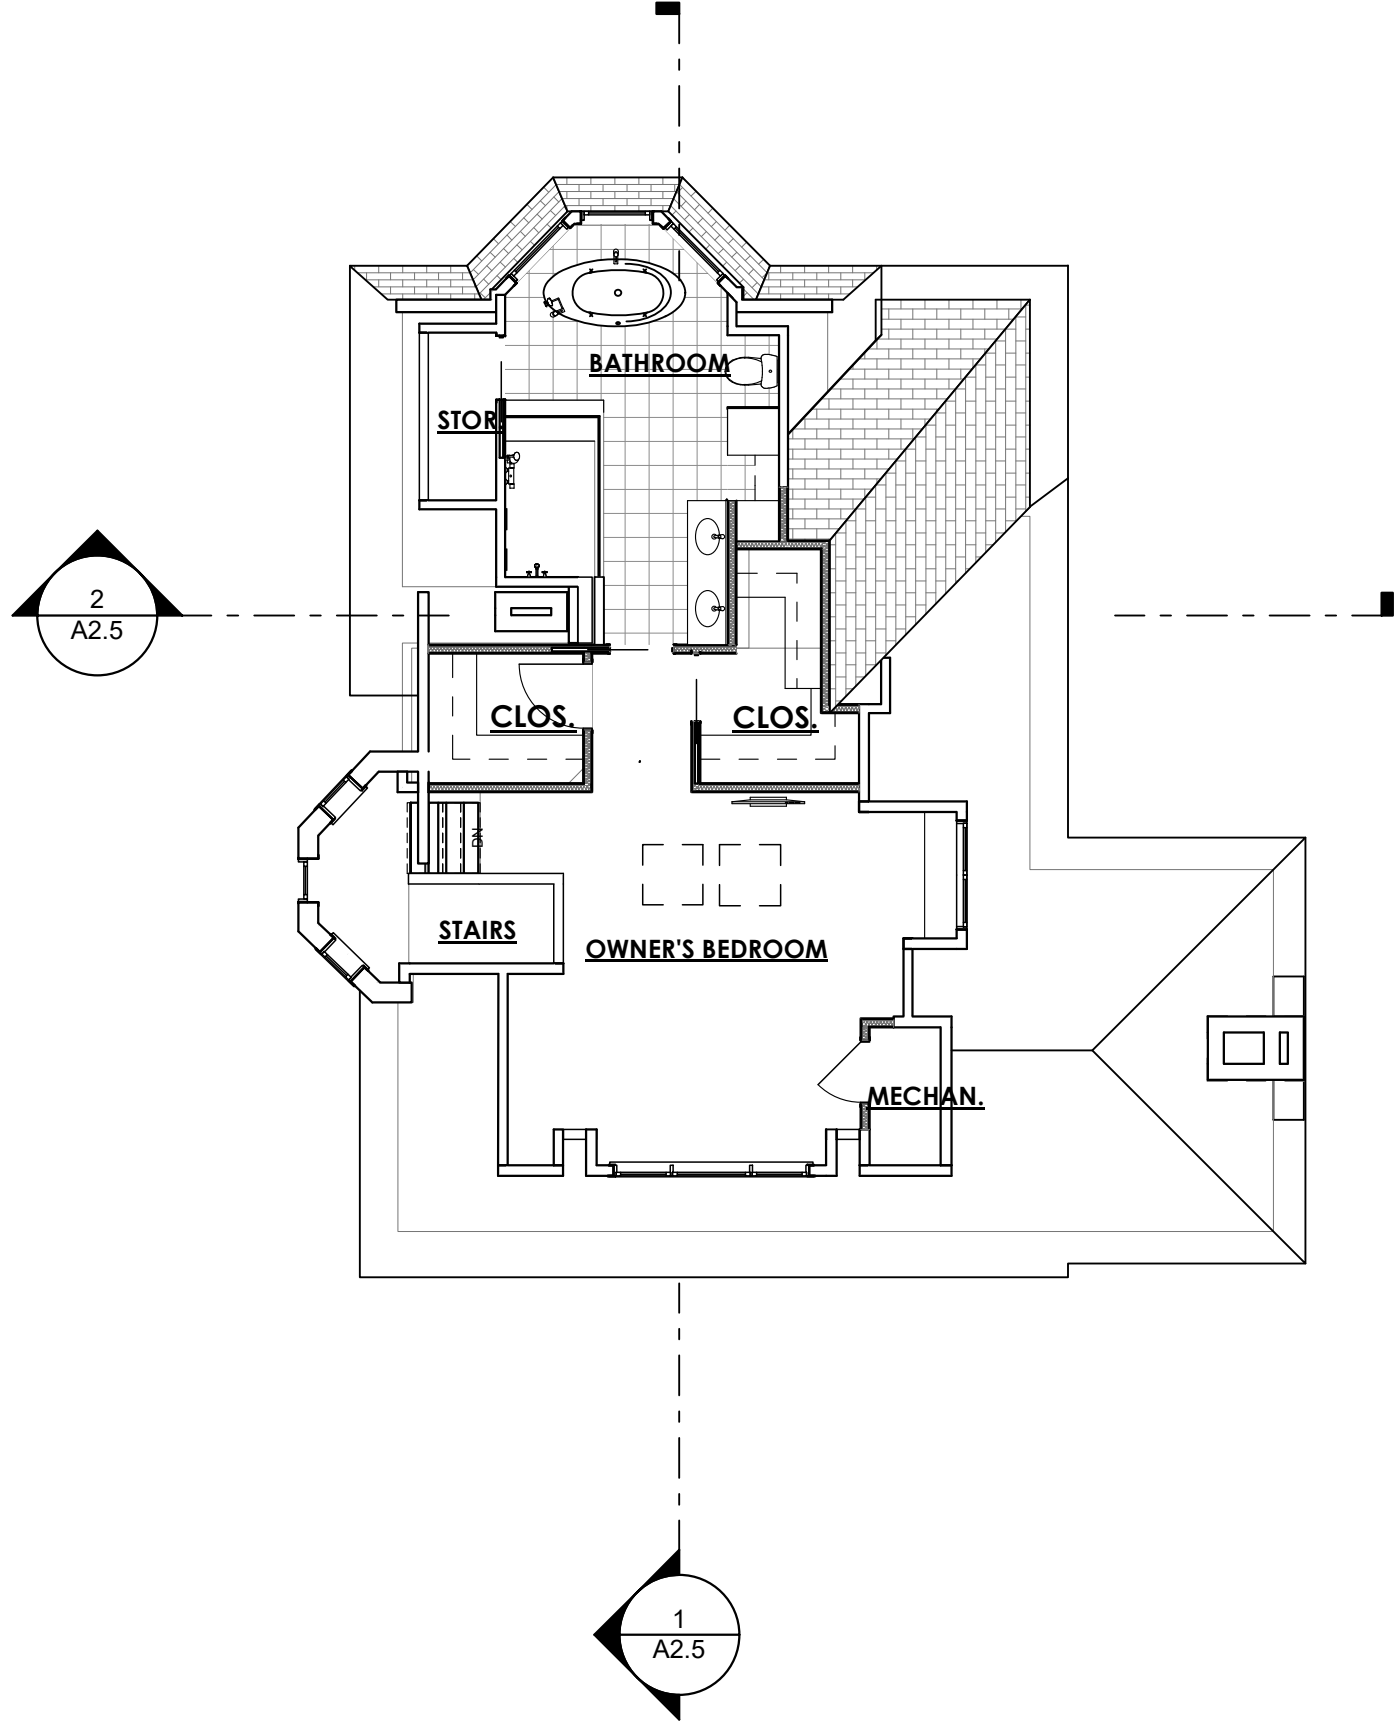 BATHROOM
STOR.
2
A2.5
CLOS.
CLOS.
DN
STAIRS
OWNER'S BEDROOM
MECHAN.
1
A2.5